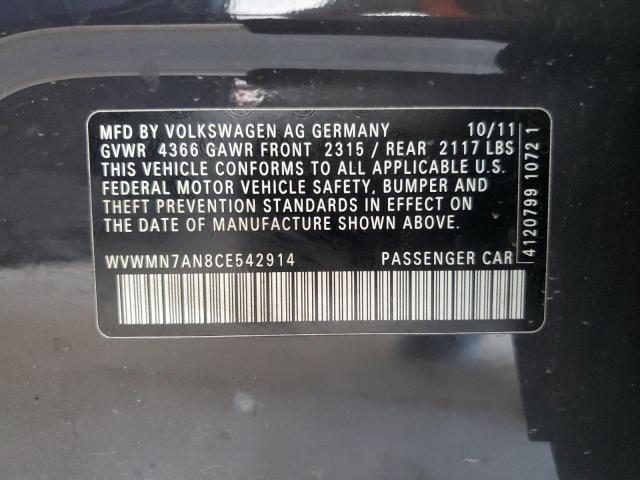 MFD BY VOLKSWAGEN AG GERMANY 10/11
GVWR 4366 GAWR FRONT 2315 / REAR 2117 LBS
THIS VEHICLE CONFORMS TO ALL APPLICABLE U.S.
FEDERAL MOTOR VEHICLE SAFETY, BUMPER AND
THEFT PREVENTION STANDARDS IN EFFECT ON
THE DATE OF MANUFACTURE SHOWN ABOVE.
WVWMN7AN8CE542914 PASSENGER CAR
4120799 1072 1